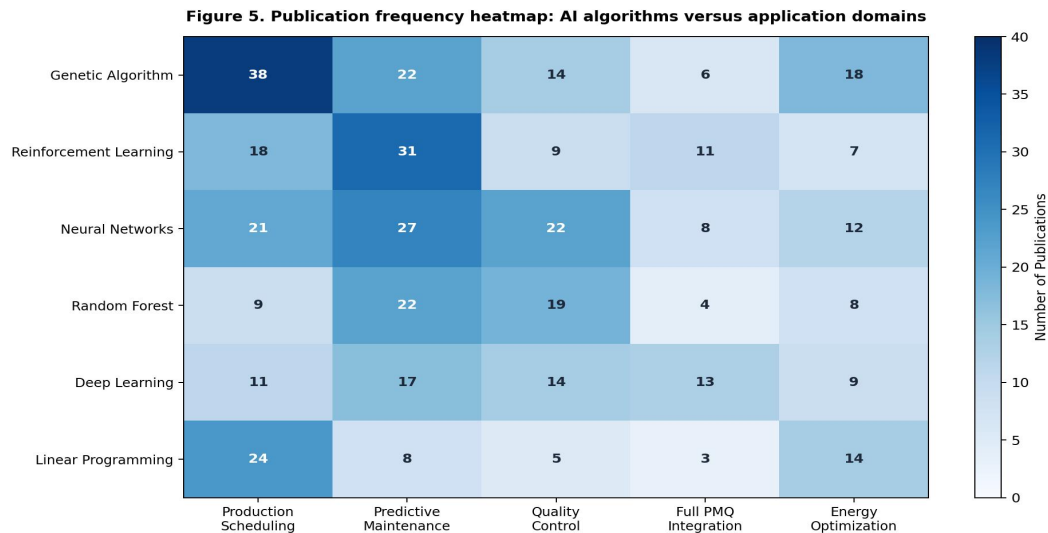 Figure 5. Publication frequency heatmap: AI algorithms versus application domains
Genetic Algorithm 38 22 14 6 18
Reinforcement Learning 18 31 9 11 7
Neural Networks 21 27 22 8 12
Random Forest 9 22 19 4 8
Deep Learning 11 17 14 13 9
Linear Programming 24 8 5 3 14
Production Scheduling
Predictive Maintenance
Quality Control
Full PMQ Integration
Energy Optimization
40
35
30
25
20
15
10
5
0
Number of Publications